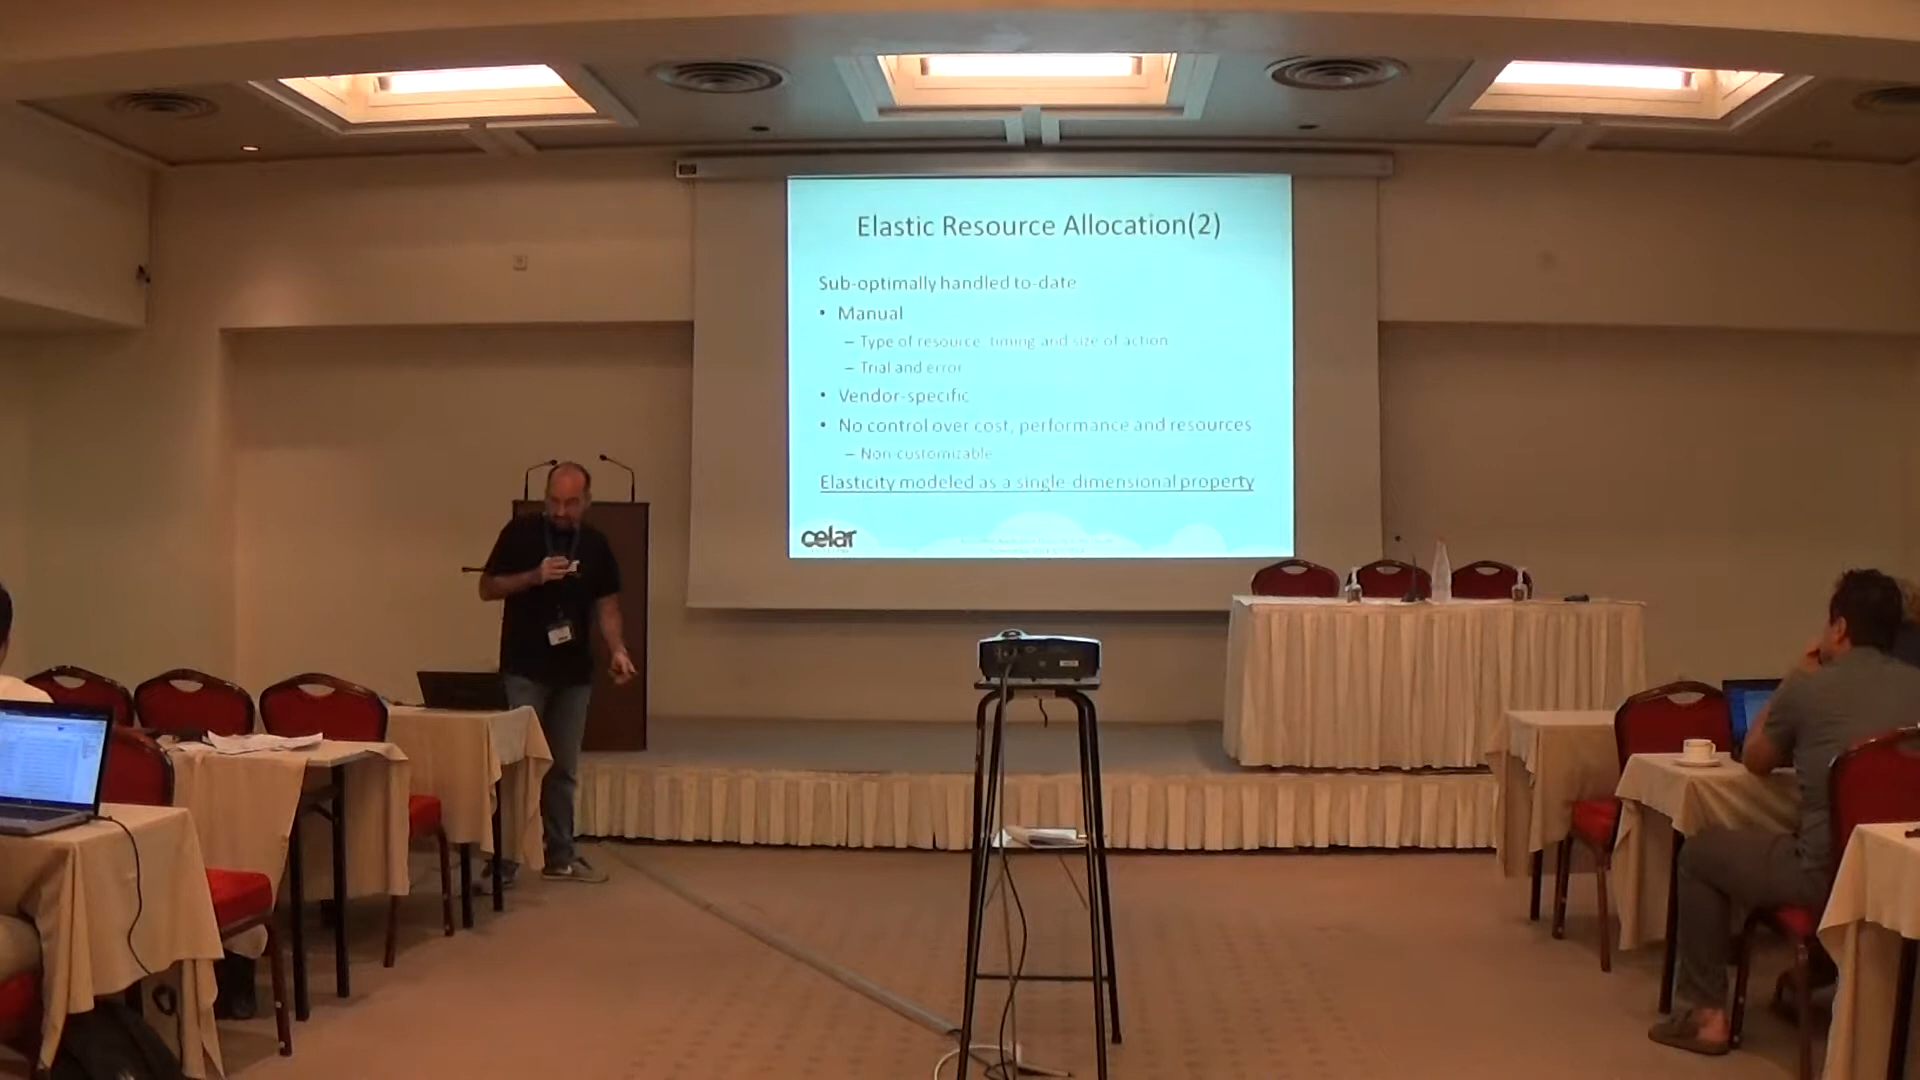 Elastic Resource Allocation(2)
Sub-optimally handled to-date
• Manual
– Type of resource, timing and size of action
– Trial and error
• Vendor-specific
• No control over cost, performance and resources
– Non-customizable
Elasticity modeled as a single-dimensional property
celar